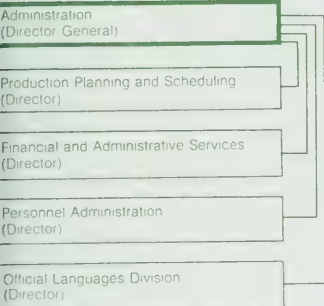 Administration
(Director General)
Production Planning and Scheduling
(Director)
Financial and Administrative Services
(Director)
Personnel Administration
(Director)
Official Languages Division
(Director)